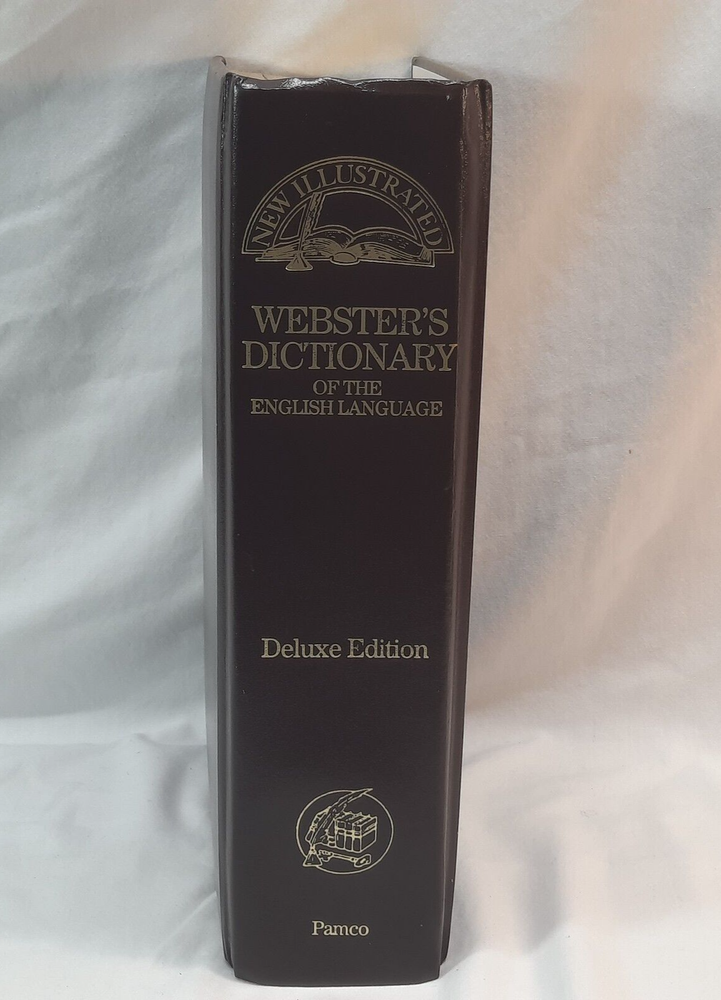 NEW ILLUSTRATED
WEBSTER'S
DICTIONARY
OF THE
ENGLISH LANGUAGE
Deluxe Edition
Pamco